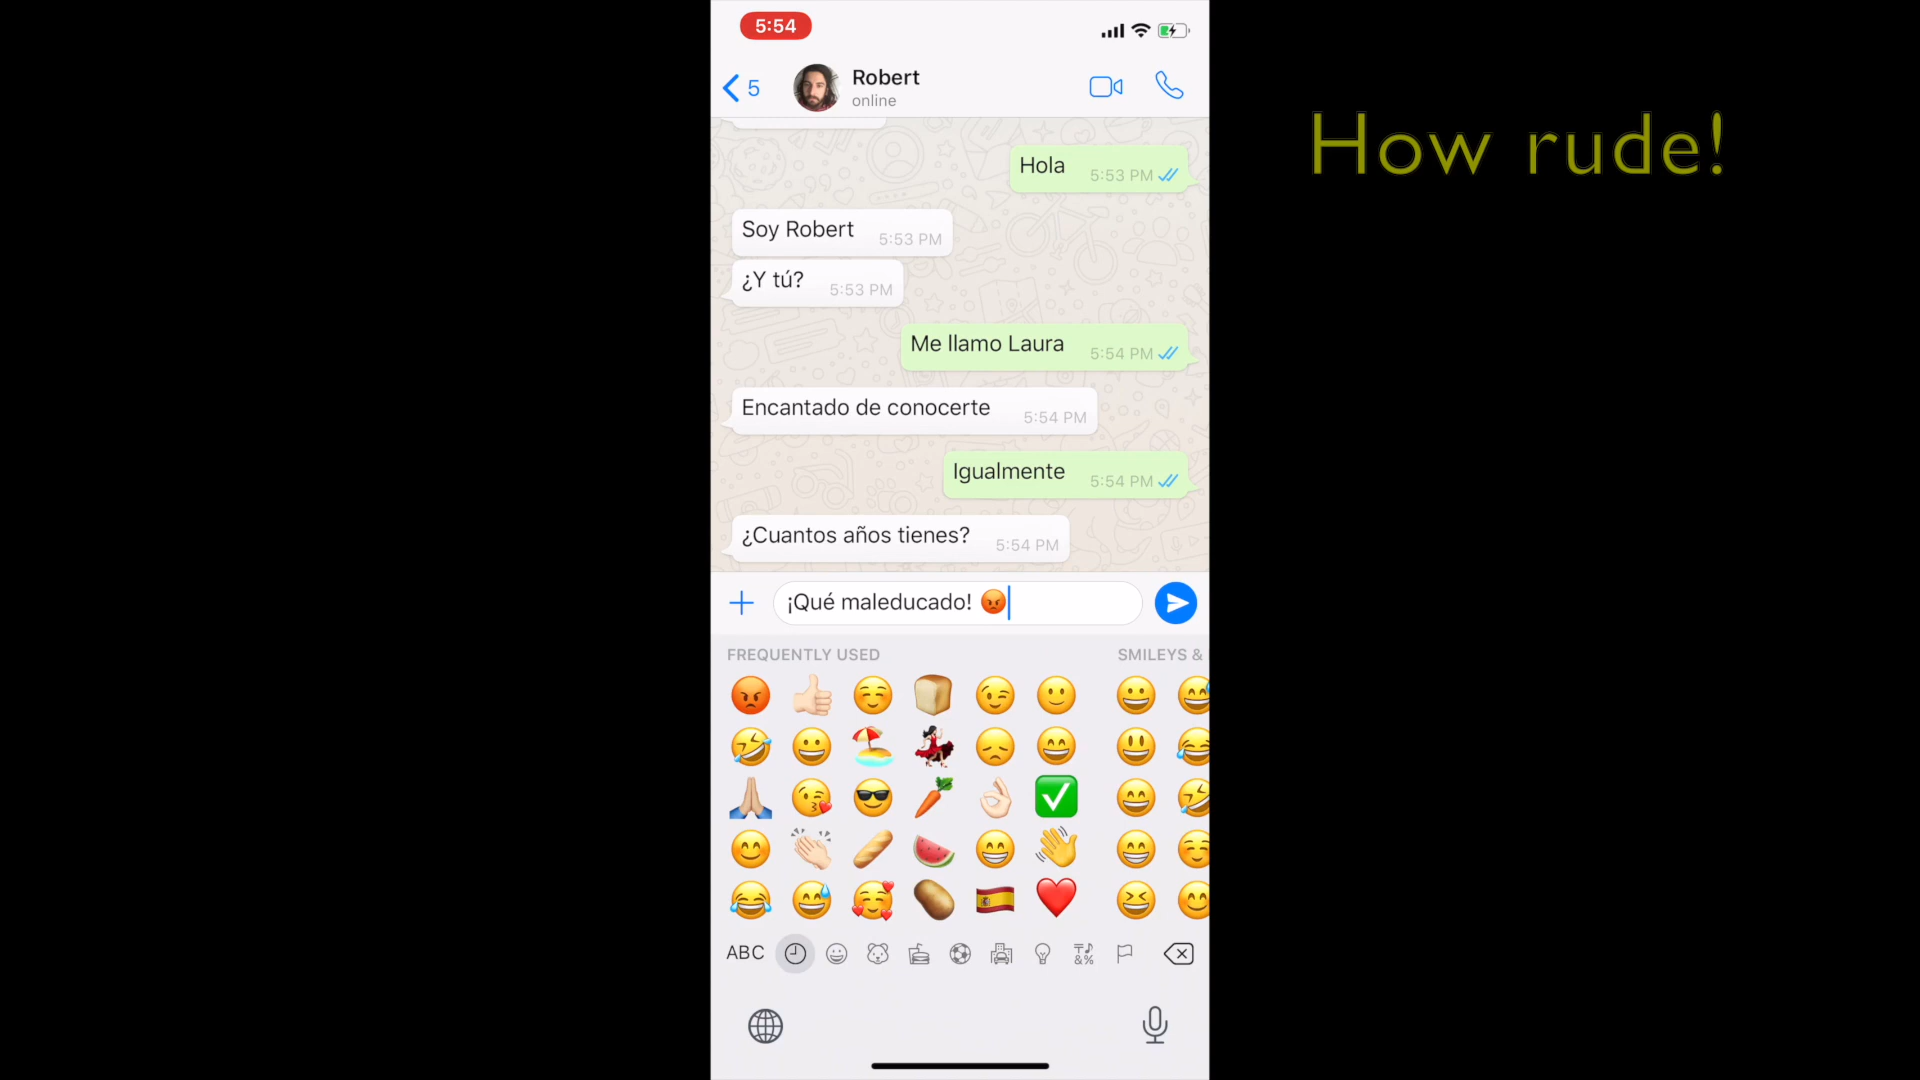 5:54
5
Robert
online
How rude!
Hola 5:53 PM
Soy Robert 5:53 PM
¿Y tú? 5:53 PM
Me llamo Laura 5:54 PM
Encantado de conocerte 5:54 PM
Igualmente 5:54 PM
¿Cuantos años tienes? 5:54 PM
¡Qué maleducado! 😡
FREQUENTLY USED SMILEYS &
ABC